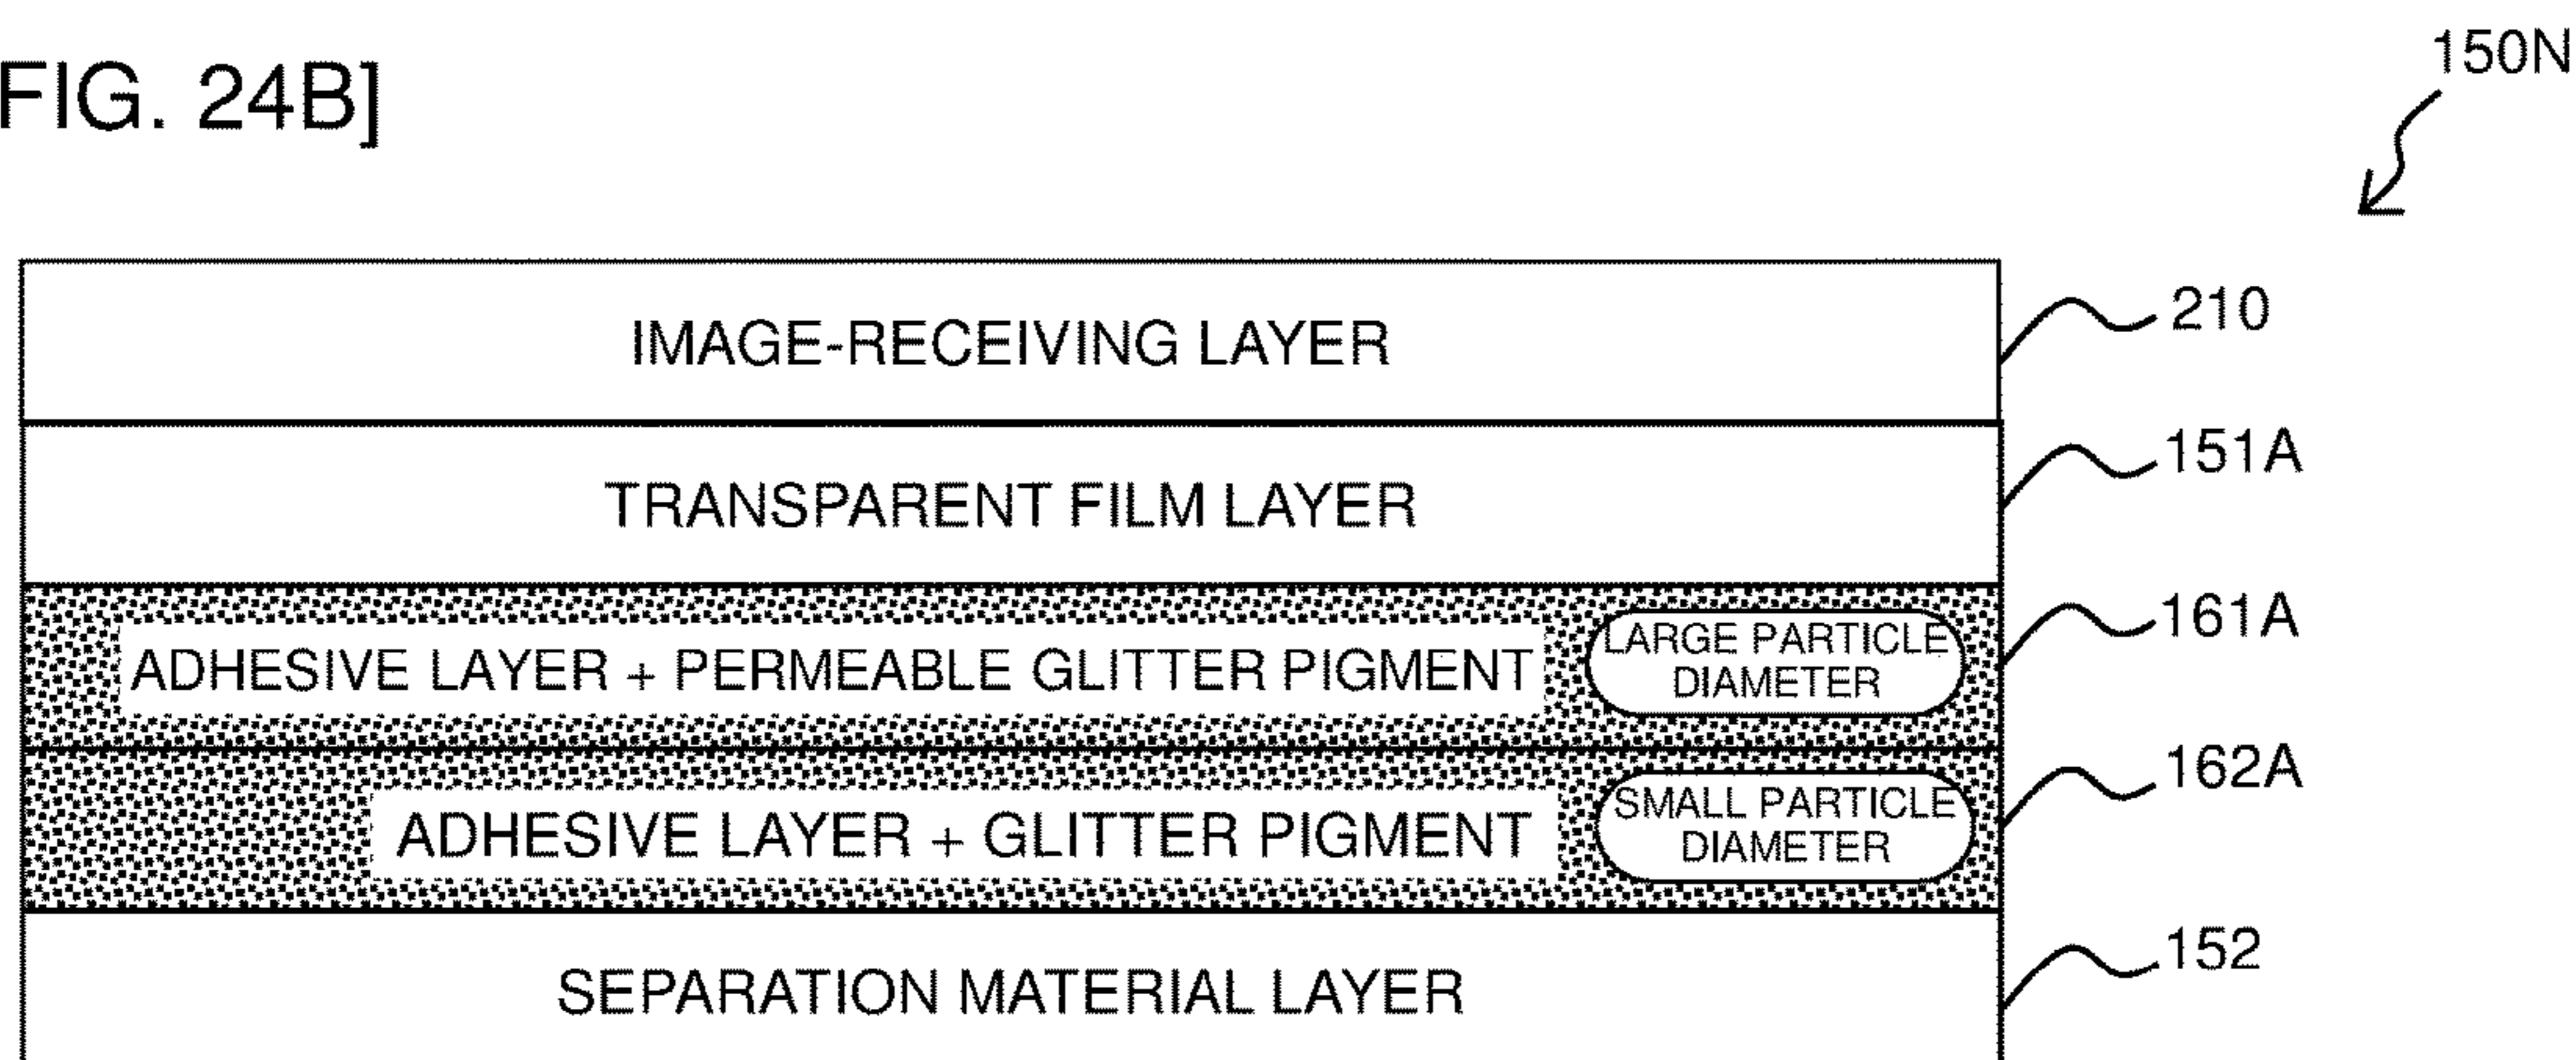 FIG. 24B]
150N
IMAGE-RECEIVING LAYER
210
TRANSPARENT FILM LAYER
151A
ADHESIVE LAYER + PERMEABLE GLITTER PIGMENT
LARGE PARTICLE
DIAMETER
161A
ADHESIVE LAYER + GLITTER PIGMENT
SMALL PARTICLE
DIAMETER
162A
SEPARATION MATERIAL LAYER
152